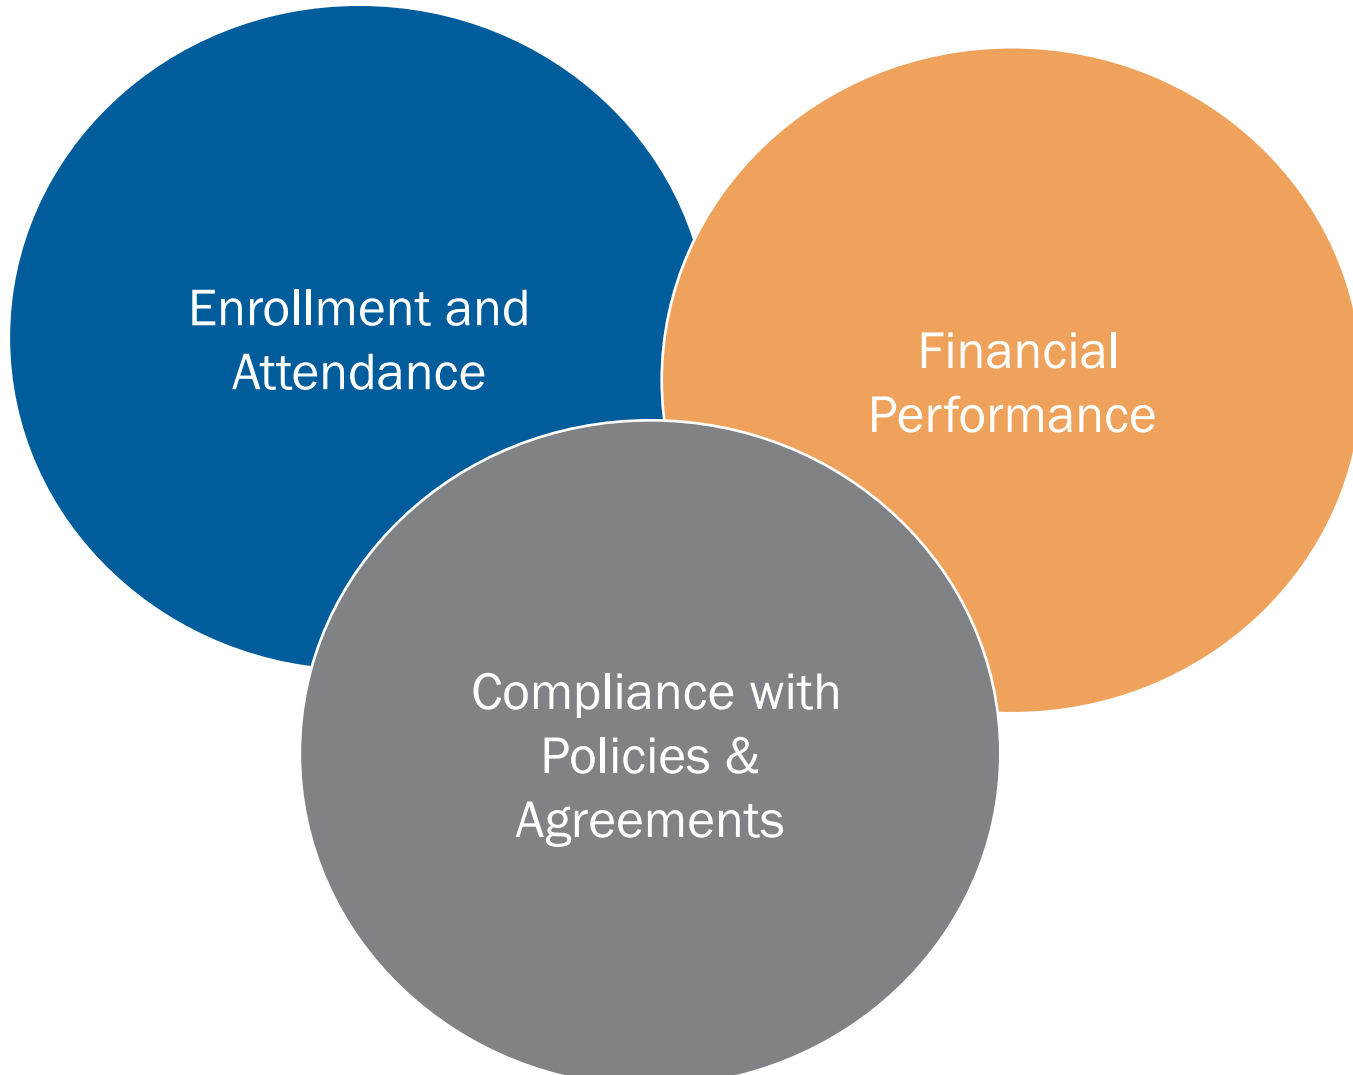 Enrollment and
Attendance
Financial
Performance
Compliance with
Policies &
Agreements